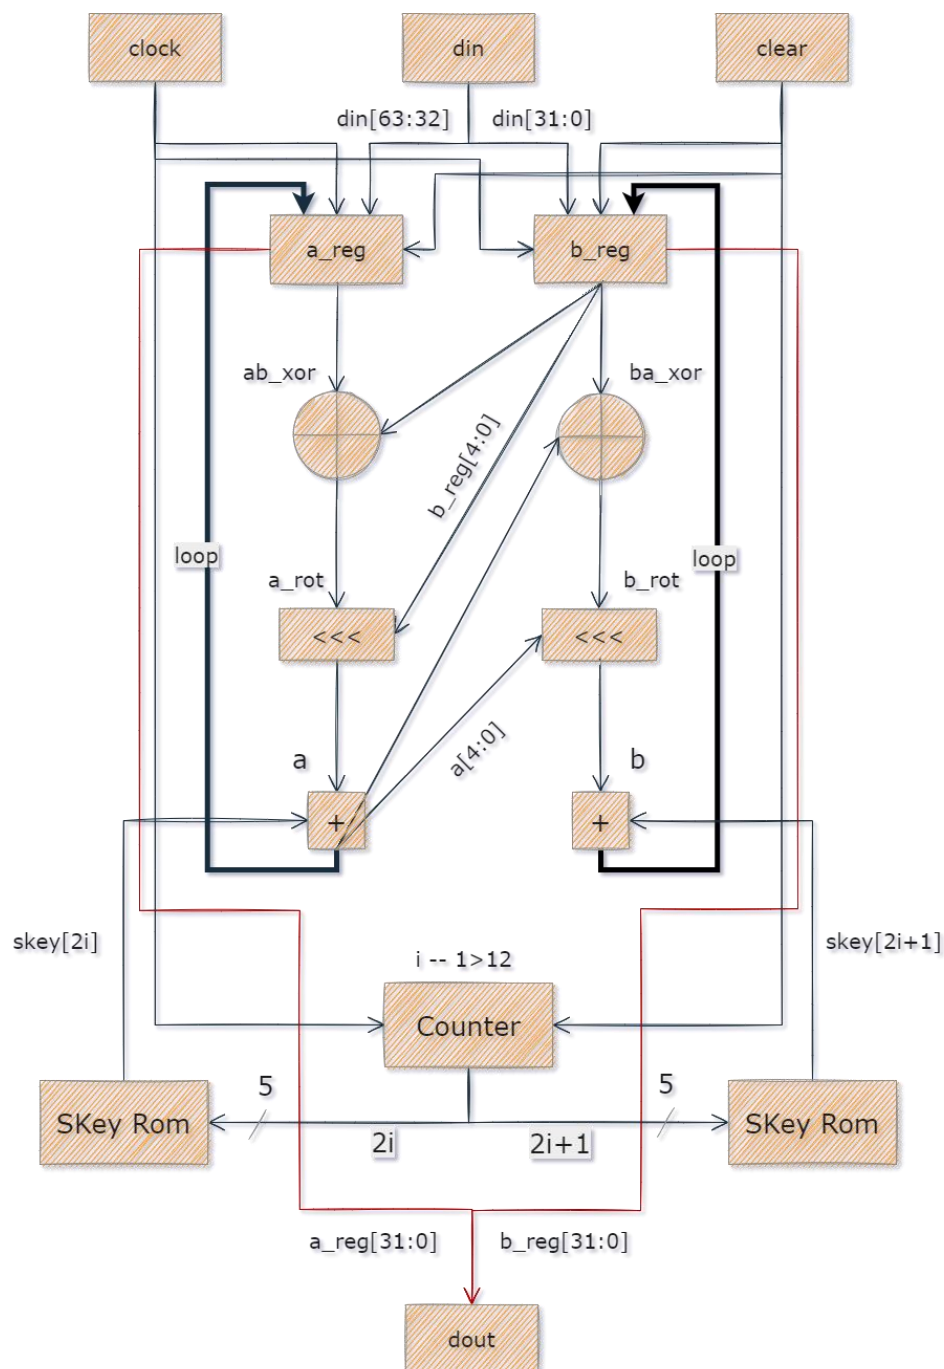 clock
din
clear
din[63:32]
din[31:0]
a_reg
b_reg
ab_xor
ba_xor
b_reg[4:0]
loop
loop
a_rot
b_rot
<<<
<<<
a[4:0]
a
b
+
+
skey[2i]
skey[2i+1]
i -- 1>12
Counter
5
5
SKey Rom
SKey Rom
2i
2i+1
a_reg[31:0]
b_reg[31:0]
dout